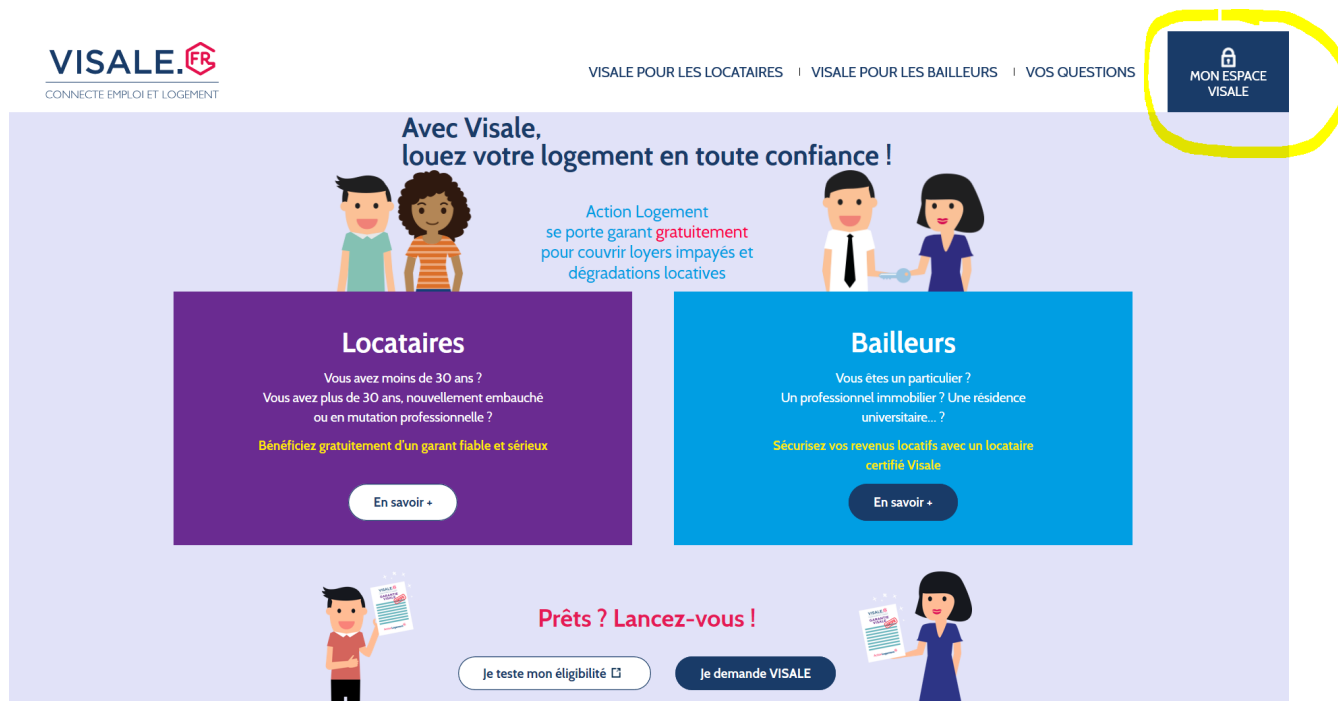 VISALE.FR
CONNECTE EMPLOI ET LOGEMENT
VISALE POUR LES LOCATAIRES | VISALE POUR LES BAILLEURS | VOS QUESTIONS
MON ESPACE
VISALE
Avec Visale,
louez votre logement en toute confiance !
Action Logement
se porte garant gratuitement
pour couvrir loyers impayés et
dégradations locatives
Locataires
Vous avez moins de 30 ans ?
Vous avez plus de 30 ans, nouvellement embauché
ou en mutation professionnelle ?
Bénéficiez gratuitement d'un garant fiable et sérieux
En savoir +
Bailleurs
Vous êtes un particulier ?
Un professionnel immobilier ? Une résidence
universitaire... ?
Sécurisez vos revenus locatifs avec un locataire
certifié Visale
En savoir +
Prêts ? Lancez-vous !
Je teste mon éligibilité
Je demande VISALE